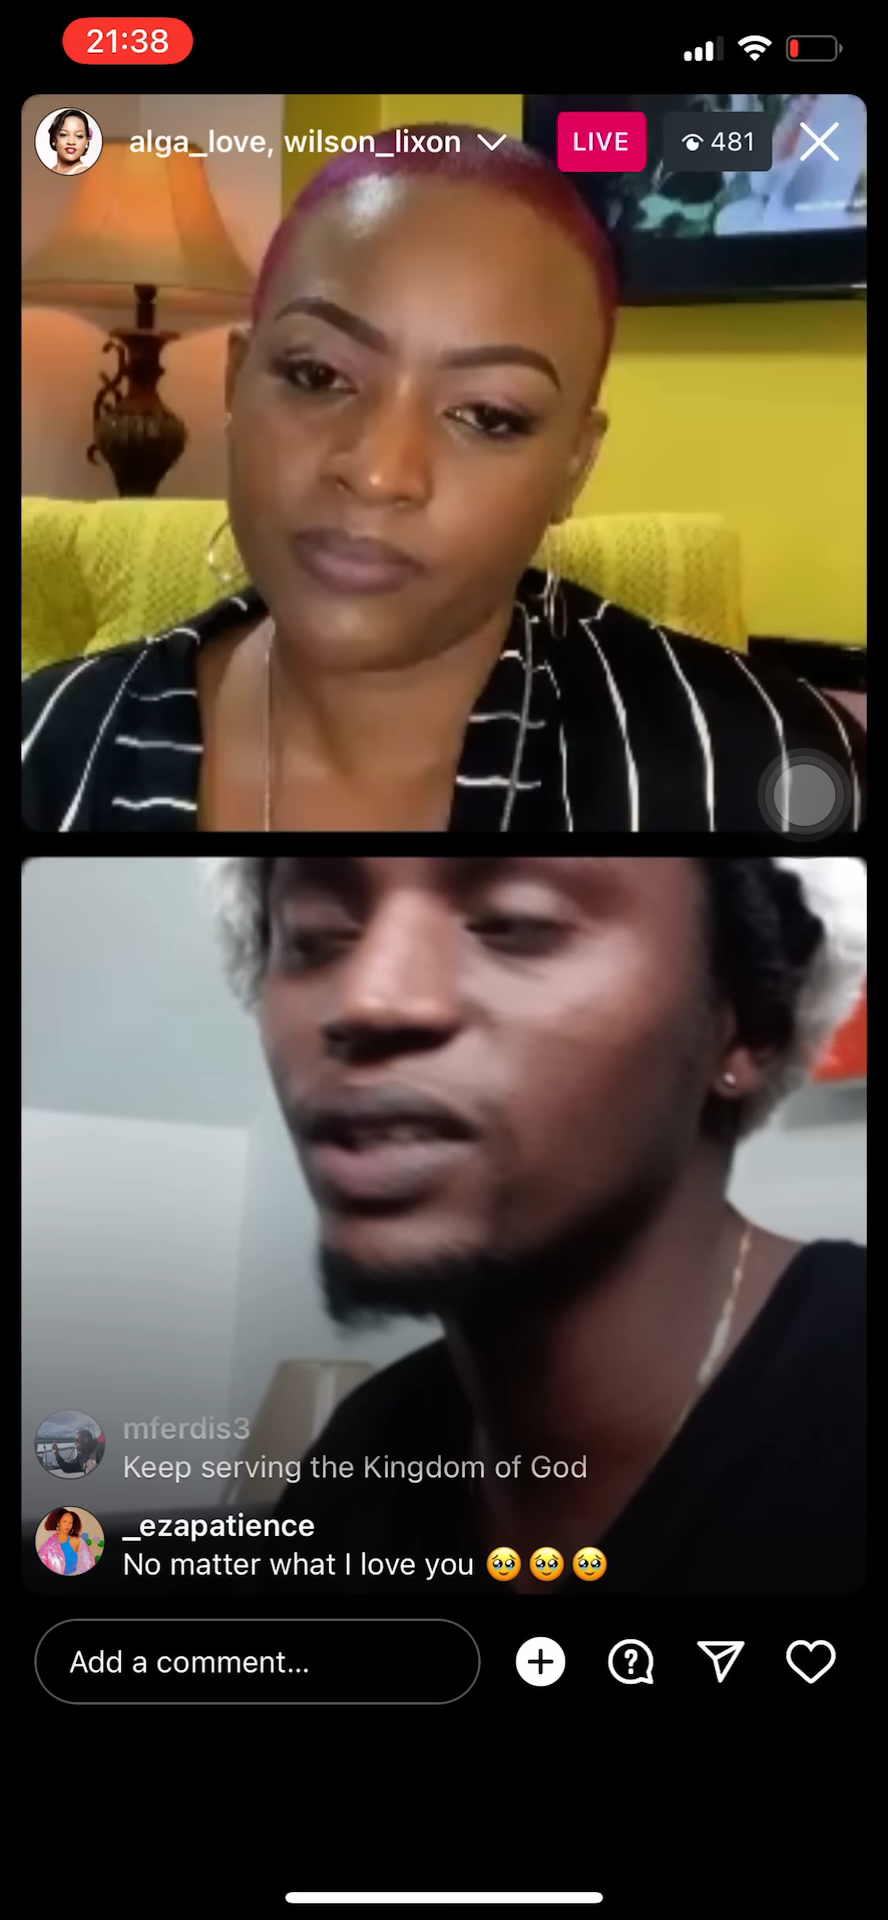 21:38
alga_love, wilson_lixon
LIVE
481
mferdis3
Keep serving the Kingdom of God
_ezapatience
No matter what I love you 🥹🥹🥹
Add a comment...